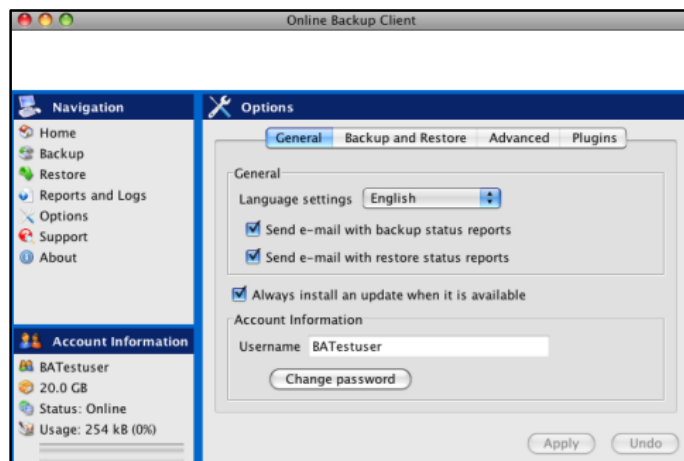 Online Backup Client
Navigation
Home
Backup
Restore
Reports and Logs
Options
Support
About
Account Information
BATestuser
20.0 GB
Status: Online
Usage: 254 kB (0%)
Options
General Backup and Restore Advanced Plugins
General
Language settings English
Send e-mail with backup status reports
Send e-mail with restore status reports
Always install an update when it is available
Account Information
Username BATestuser
Change password
Apply Undo